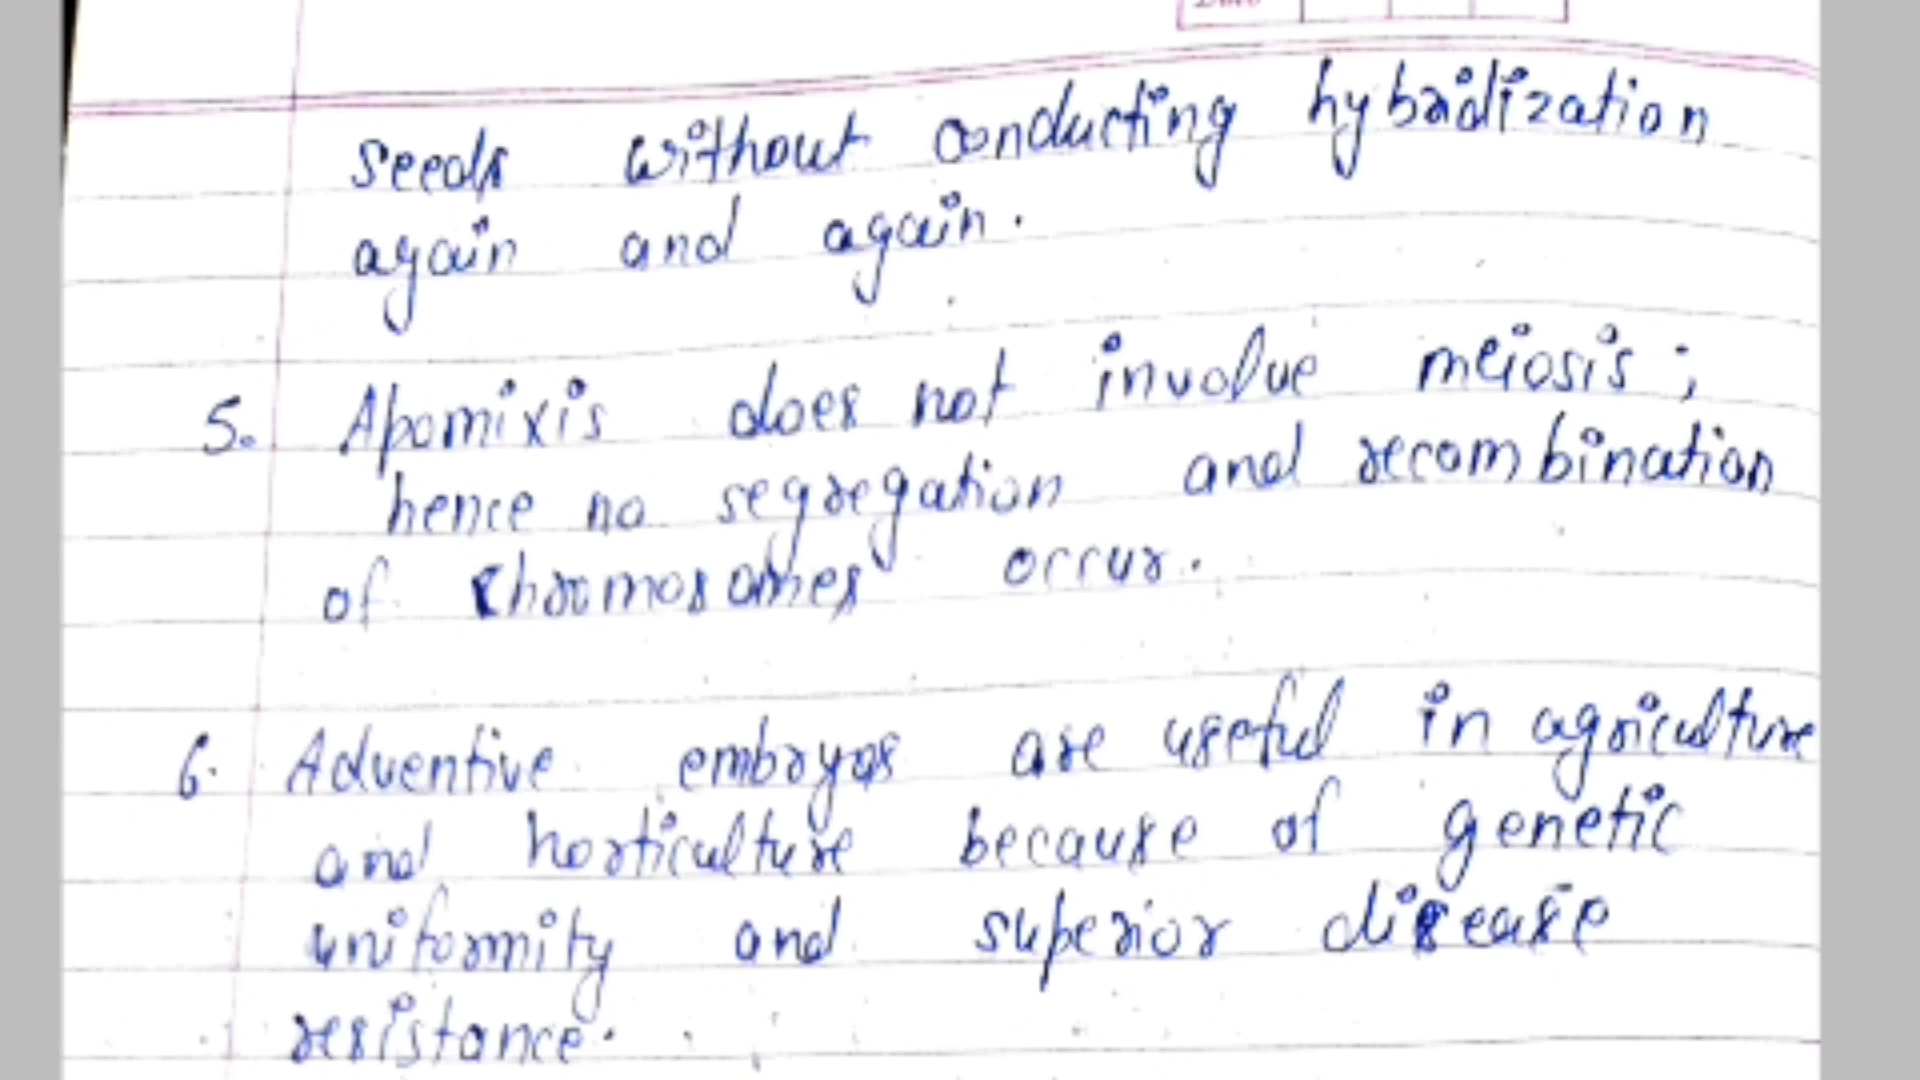 seeds without conducting hybridization
again and again.
5. Apomixis does not involve meiosis;
hence no segregation and recombination
of chromosomes occur.
6. Adventive embryos are useful in agriculture
and horticulture because of genetic
uniformity and superior disease
resistance.